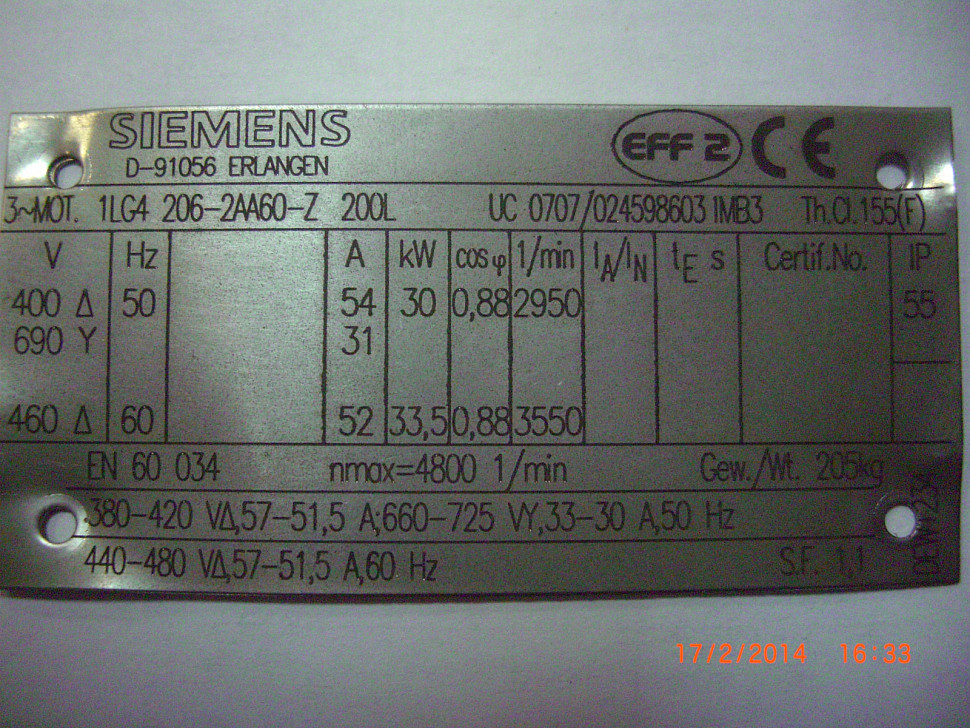 SIEMENS
D-91056 ERLANGEN
EFF 2 CE
3~MOT. 1LG4 206-2AA60-Z 200L UC 0707/024598603 IMB3 Th.Cl.155(F)
V Hz A kW cosφ 1/min IA/IN tE s Certif.No. IP
400 Δ 50 54 30 0,88 2950 55
690 Y 31
460 Δ 60 52 33,5 0,88 3550
EN 60 034 nmax=4800 1/min Gew./Wt. 205kg
380-420 VΔ,57-51,5 A;660-725 VY,33-30 A,50 Hz
440-480 VΔ,57-51,5 A,60 Hz S.F. 1,1
17/2/2014 16:33